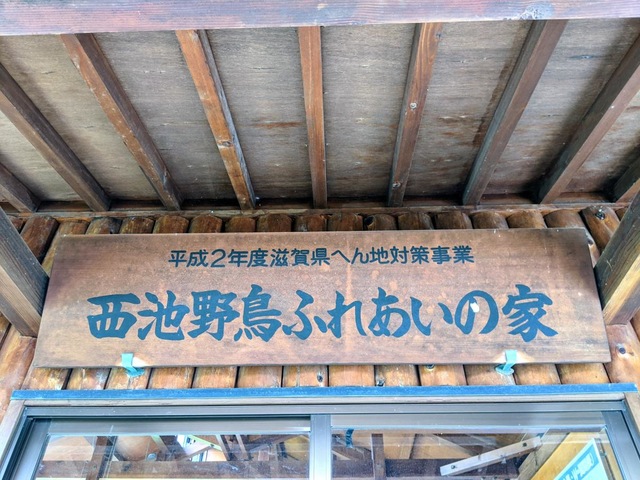 平成2年度滋賀県へん地対策事業
西池野鳥ふれあいの家